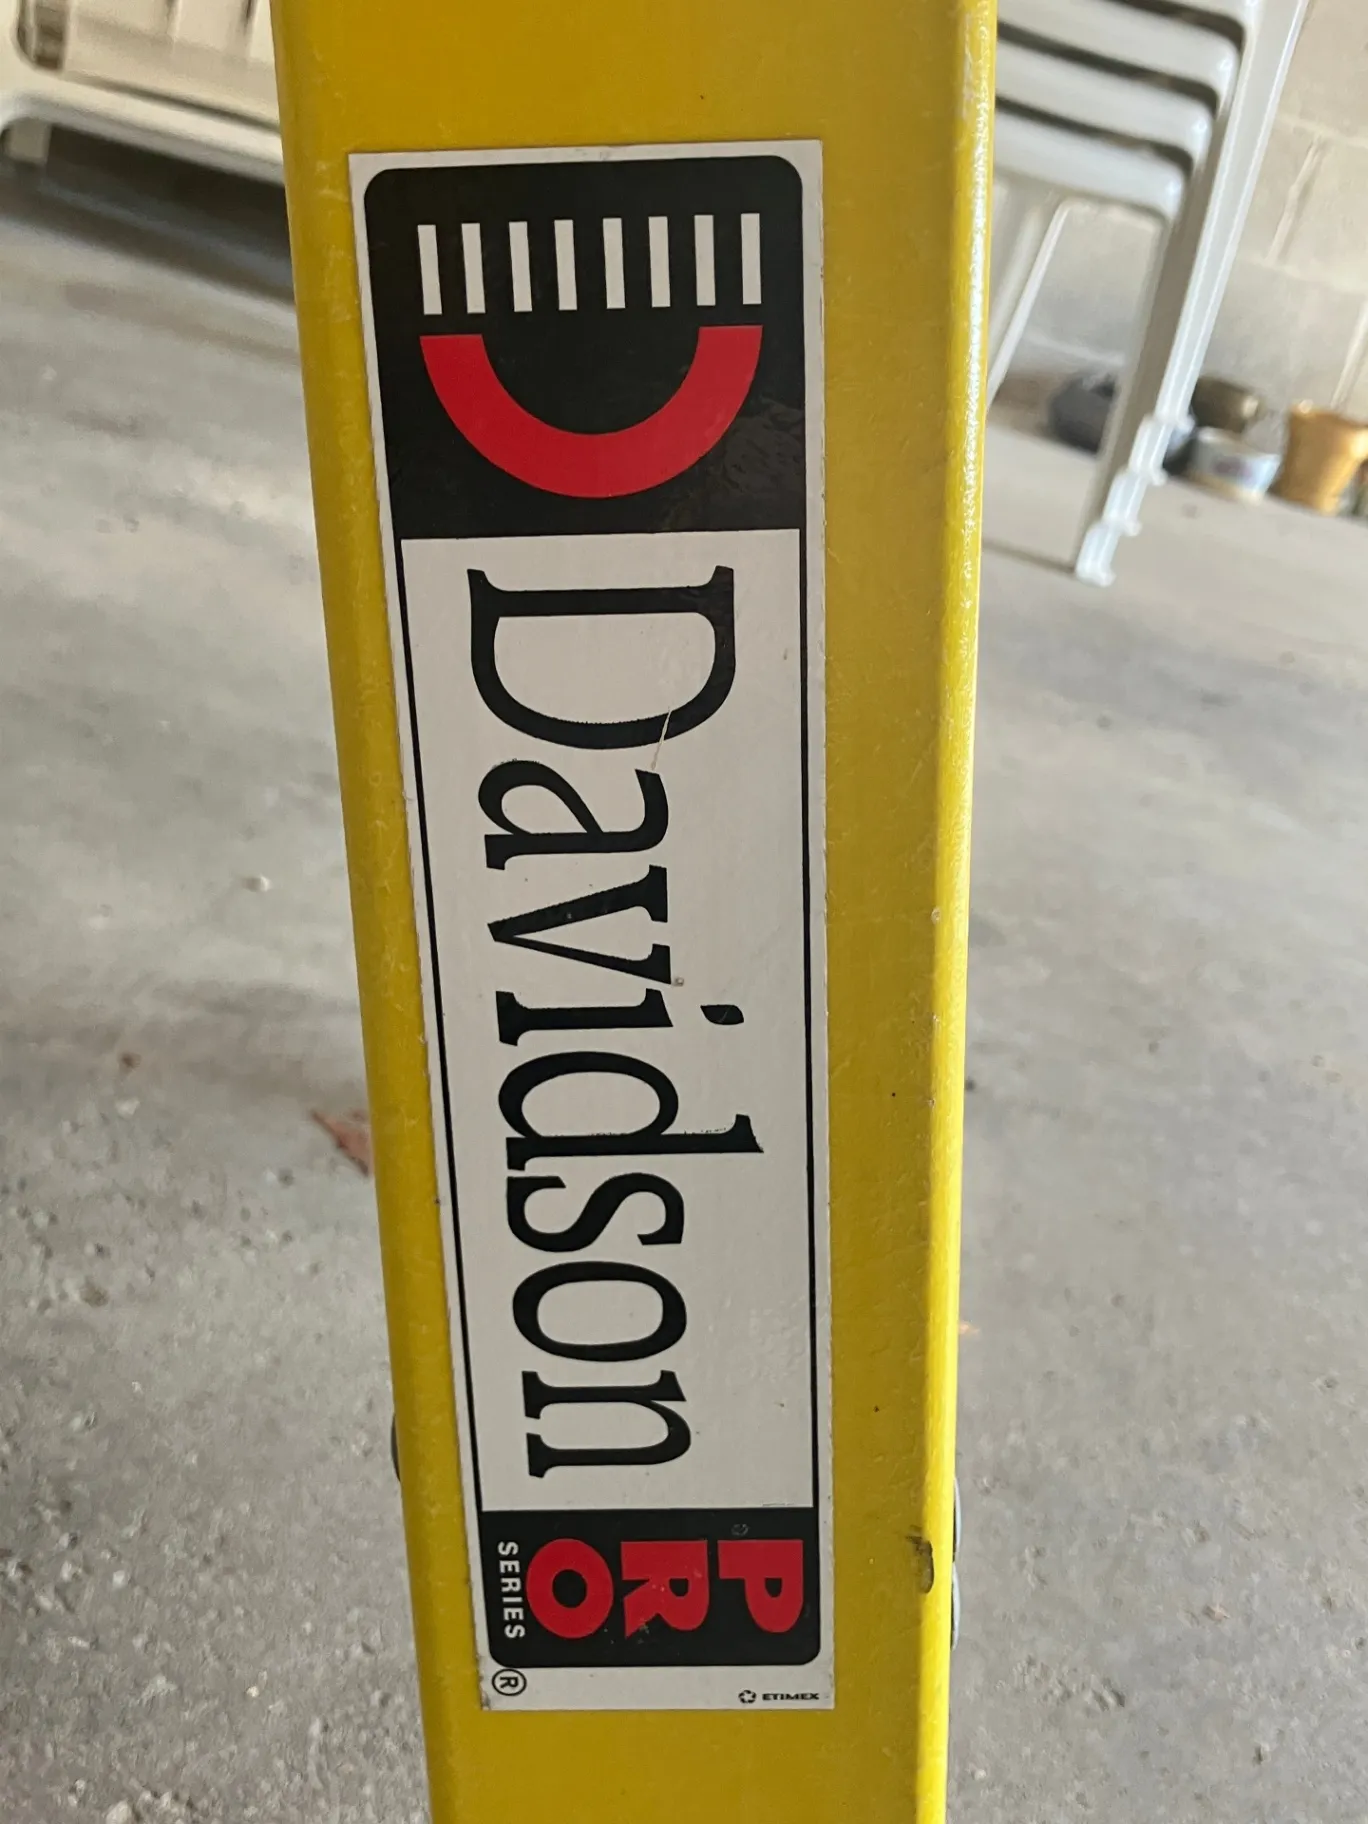 Davidson
PRO
SERIES
®
ETIMEX